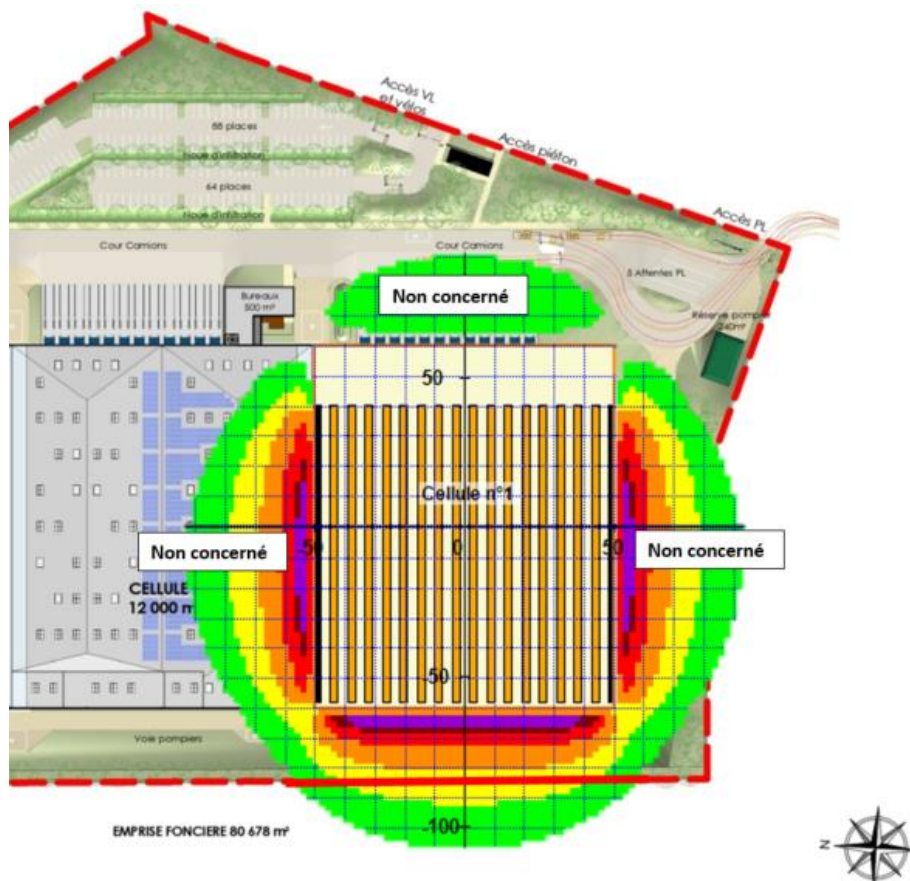 Accès VL
et vélos
88 places
Accès piéton
Noue d'infiltration
64 places
Accès PL
Noue d'infiltration
Cour Camions
Cour Camions
5 Attentes PL
Non concerné
Bureaux
500 m²
Réserve pompier
240m²
50
Cellule n°1
Non concerné
-50
0
50
Non concerné
CELLULE
12 000 m
-50
Voie pompiers
-100
EMPRISE FONCIERE 80 678 m²
N